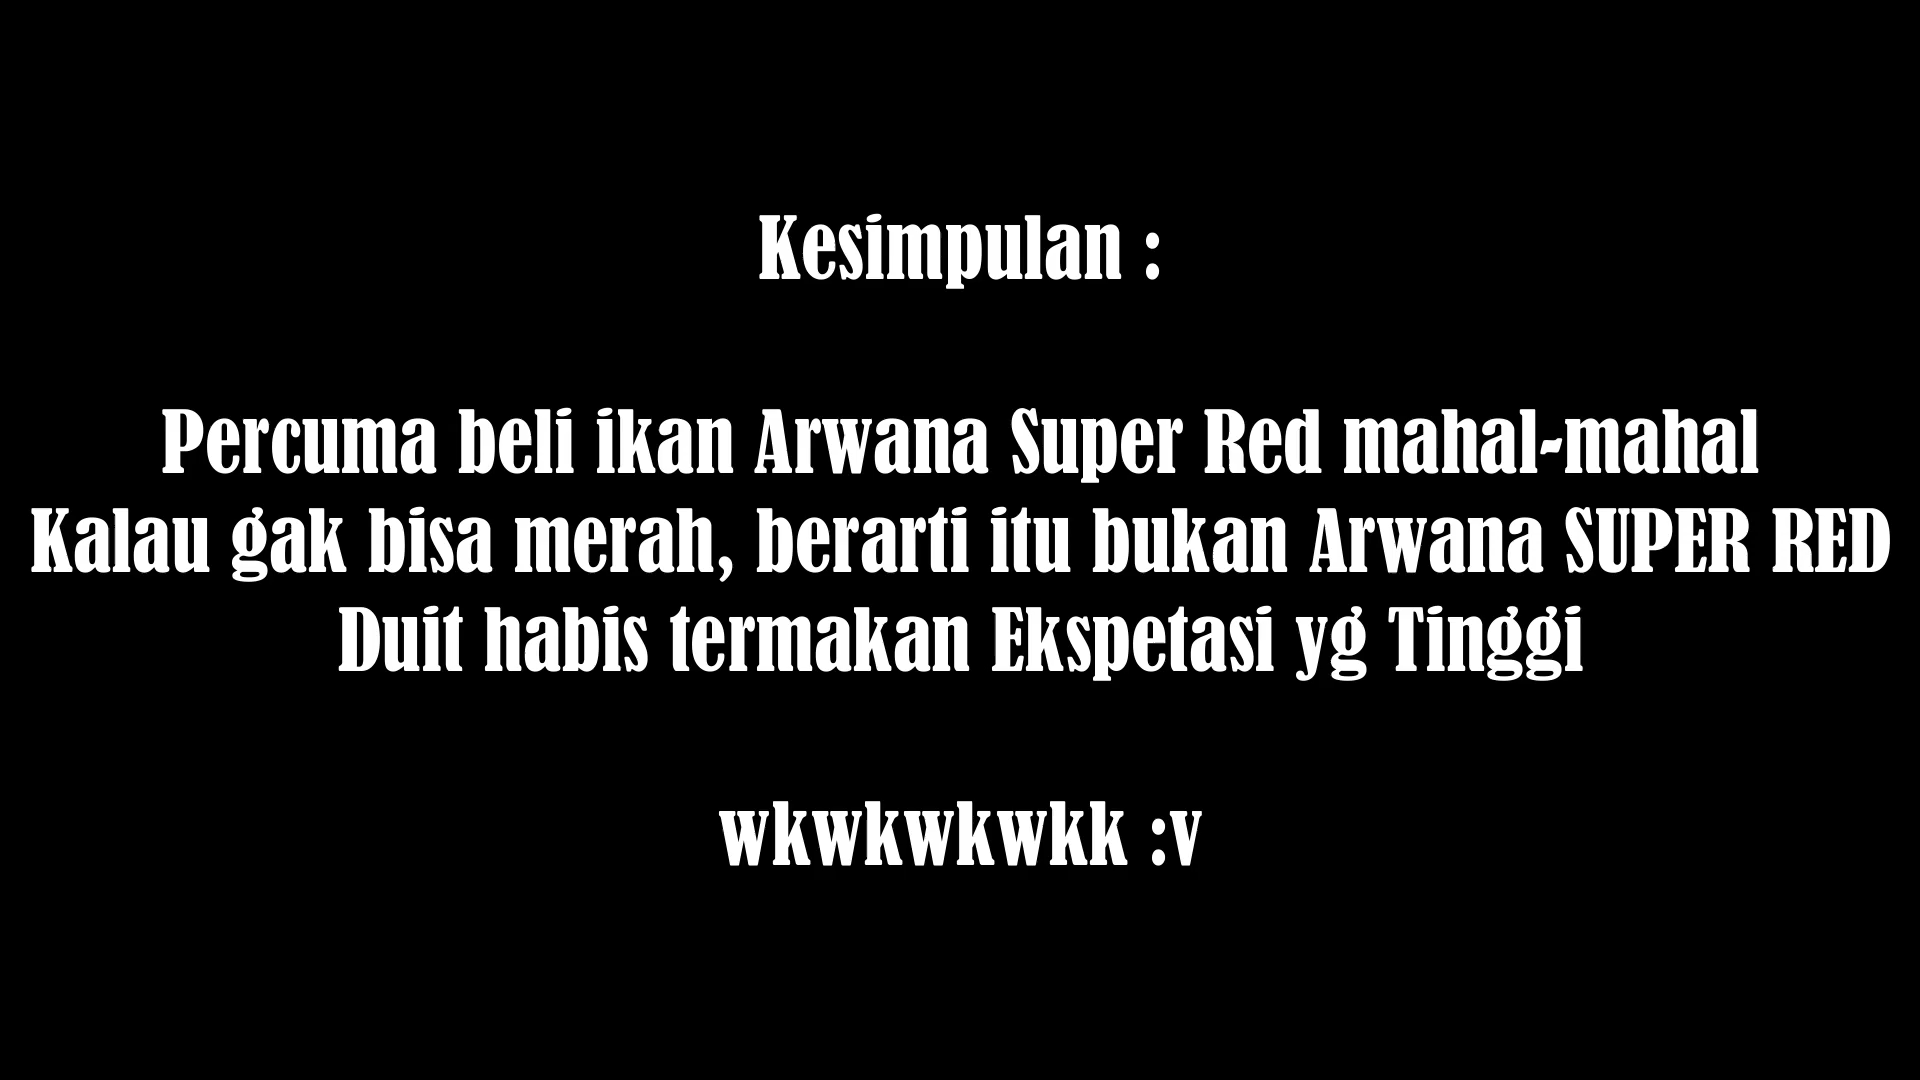 Kesimpulan :
Percuma beli ikan Arwana Super Red mahal-mahal
Kalau gak bisa merah, berarti itu bukan Arwana SUPER RED
Duit habis termakan Ekspetasi yg Tinggi
wkwkwkwkk :v